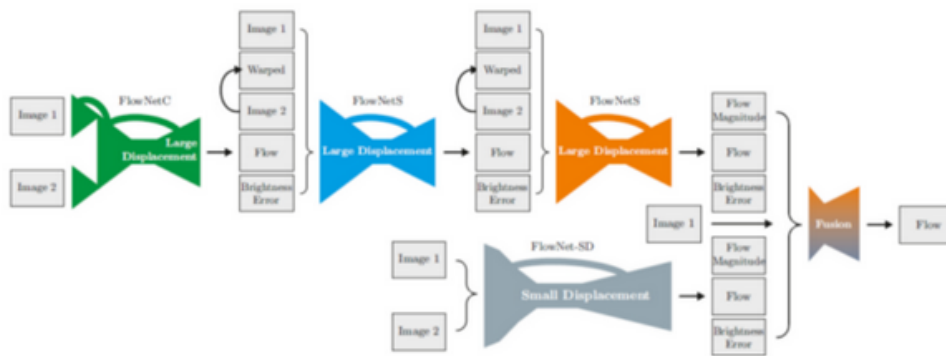 FlowNetC
Image 1
Image 2
Large
Displacement
Image 1
Warped
Image 2
Flow
Brightness
Error
FlowNetS
Large Displacement
Image 1
Warped
Image 2
Flow
Brightness
Error
FlowNetS
Large Displacement
Flow
Magnitude
Flow
Brightness
Error
Image 1
Image 1
Image 2
FlowNet-SD
Small Displacement
Flow
Magnitude
Flow
Brightness
Error
Fusion
Flow